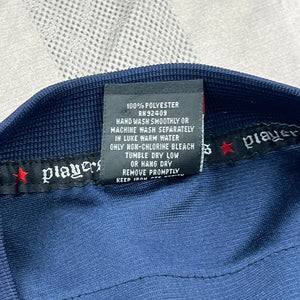 100% POLYESTER
RN92409
HAND WASH SMOOTHLY OR
MACHINE WASH SEPARATELY
IN LUKE WARM WATER
ONLY NON-CHLORINE BLEACH
TUMBLE DRY LOW
OR HANG DRY
REMOVE PROMPTLY
players